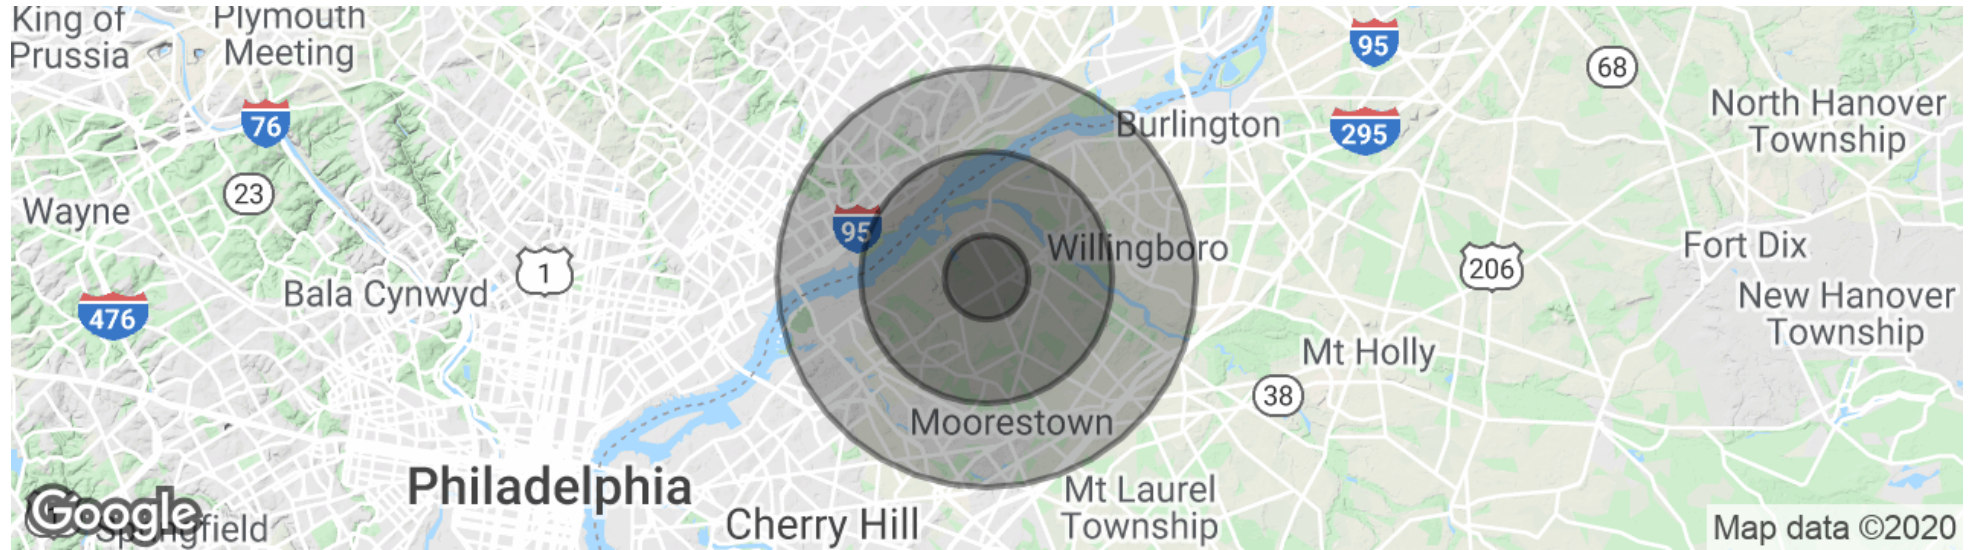 King of
Prussia
Plymouth
Meeting
95
68
76
Burlington
295
North Hanover
Township
23
Wayne
95
1
Willingboro
206
Fort Dix
Bala Cynwyd
476
New Hanover
Township
Mt Holly
38
Moorestown
Philadelphia
Mt Laurel
Township
Cherry Hill
Google
Springfield
Map data ©2020